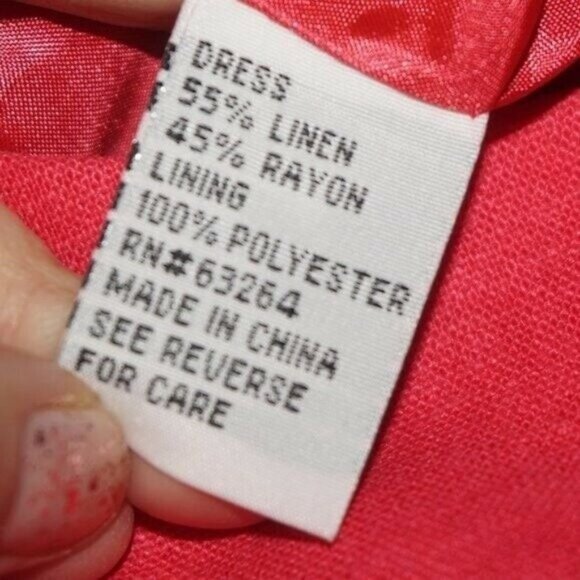 DRESS
55% LINEN
45% RAYON
LINING
100% POLYESTER
RN#63264
MADE IN CHINA
SEE REVERSE
FOR CARE